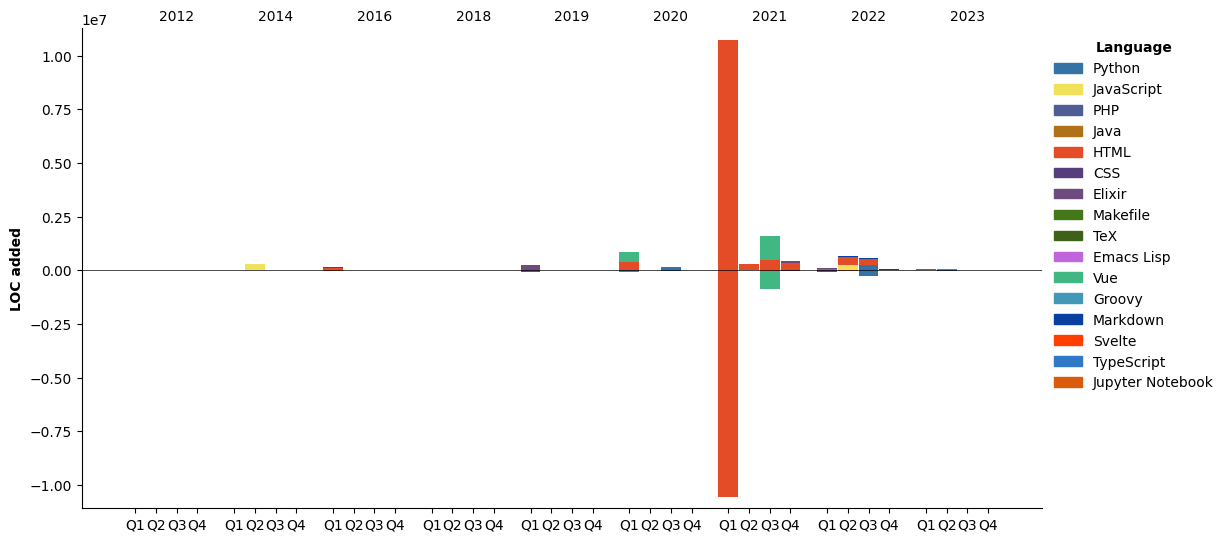 2012 2014 2016 2018 2019 2020 2021 2022 2023
1e7
1.00
0.75
0.50
0.25
0.00
−0.25
−0.50
−0.75
−1.00
LOC added
Q1 Q2 Q3 Q4 Q1 Q2 Q3 Q4 Q1 Q2 Q3 Q4 Q1 Q2 Q3 Q4 Q1 Q2 Q3 Q4 Q1 Q2 Q3 Q4 Q1 Q2 Q3 Q4 Q1 Q2 Q3 Q4 Q1 Q2 Q3 Q4
Language
Python
JavaScript
PHP
Java
HTML
CSS
Elixir
Makefile
TeX
Emacs Lisp
Vue
Groovy
Markdown
Svelte
TypeScript
Jupyter Notebook